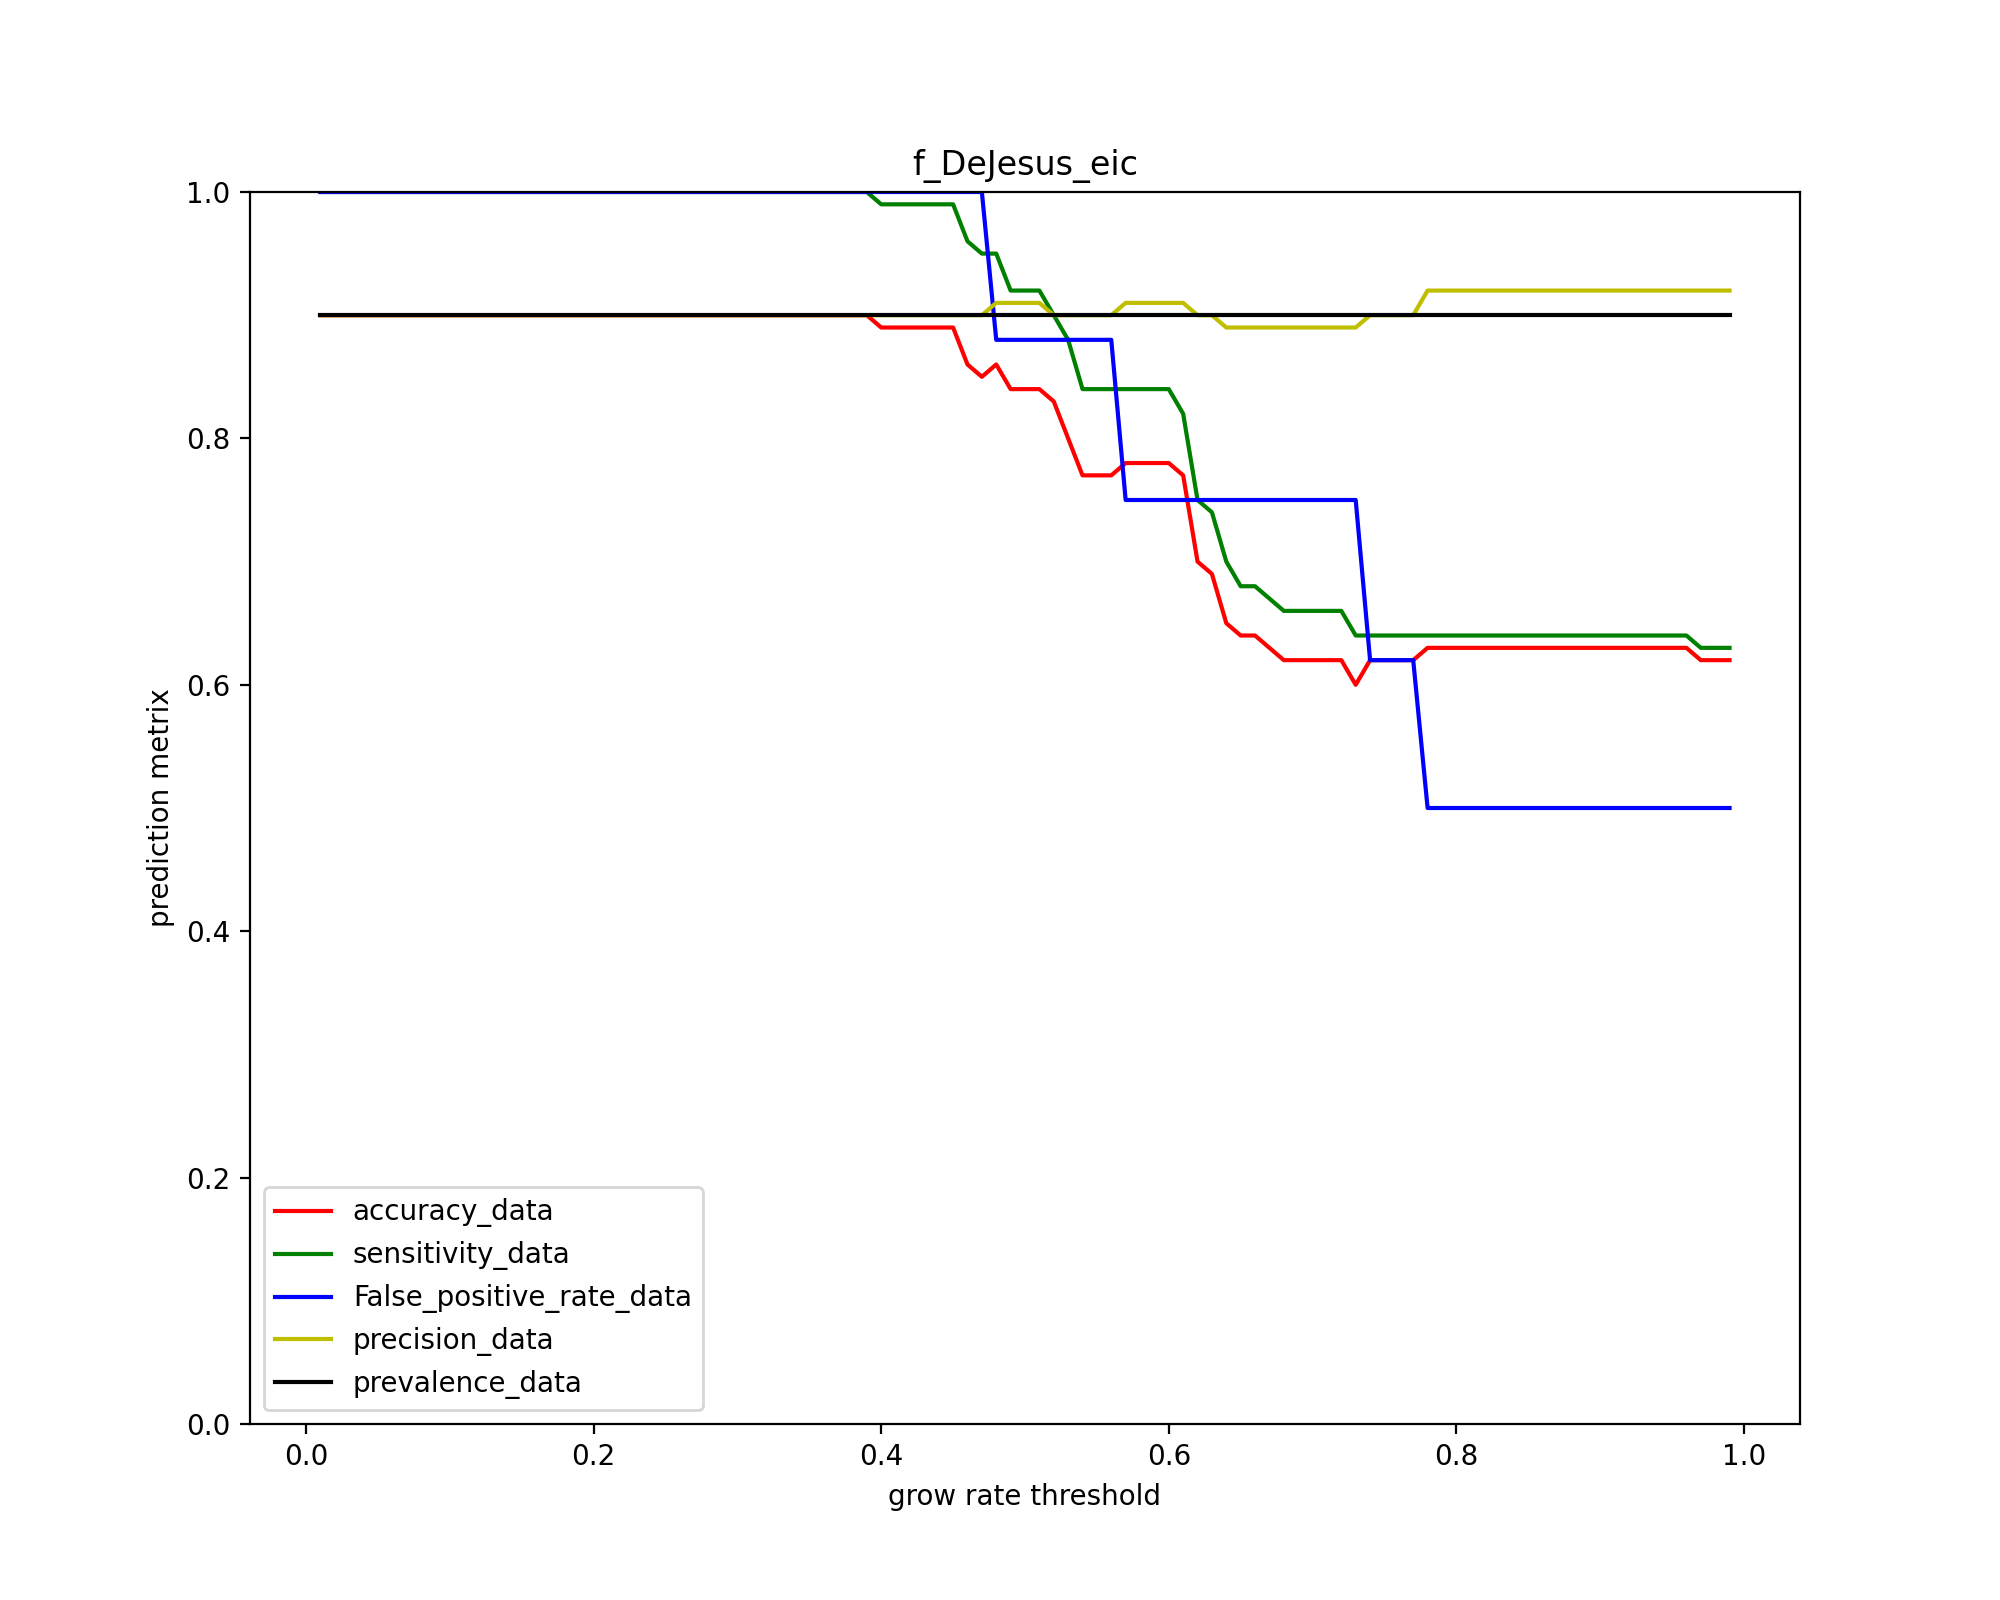 f_DeJesus_eic
1.0
0.8
0.6
0.4
0.2
0.0
prediction metrix
accuracy_data
sensitivity_data
False_positive_rate_data
precision_data
prevalence_data
0.0 0.2 0.4 0.6 0.8 1.0
grow rate threshold